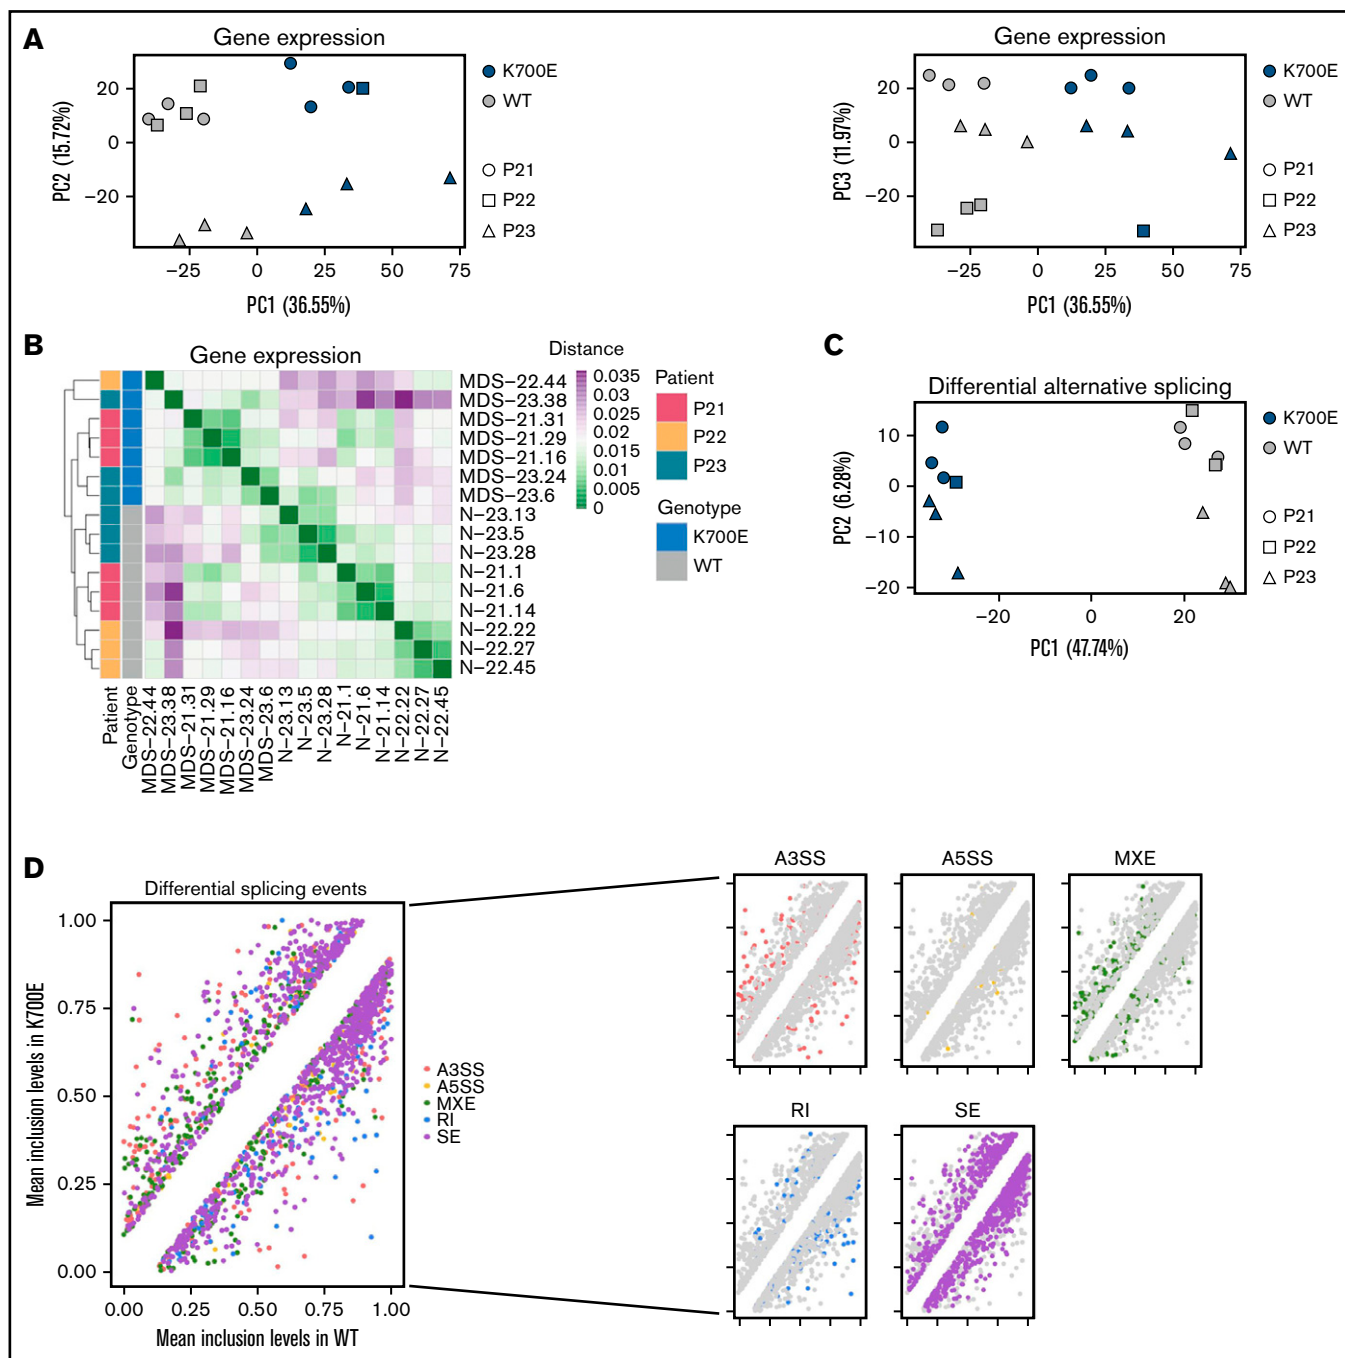 A
Gene expression
PC2 (15.72%)
20
0
−20
−25 0 25 50 75
PC1 (36.55%)
K700E
WT
P21
P22
P23
Gene expression
PC3 (11.97%)
20
0
−20
−25 0 25 50 75
PC1 (36.55%)
K700E
WT
P21
P22
P23
B
Gene expression
MDS−22.44
MDS−23.38
MDS−21.31
MDS−21.29
MDS−21.16
MDS−23.24
MDS−23.6
N−23.13
N−23.5
N−23.28
N−21.1
N−21.6
N−21.14
N−22.22
N−22.27
N−22.45
Patient
Genotype
MDS−22.44
MDS−23.38
MDS−21.31
MDS−21.29
MDS−21.16
MDS−23.24
MDS−23.6
N−23.13
N−23.5
N−23.28
N−21.1
N−21.6
N−21.14
N−22.22
N−22.27
N−22.45
Distance
0.035
0.03
0.025
0.02
0.015
0.01
0.005
0
Patient
P21
P22
P23
Genotype
K700E
WT
C
Differential alternative splicing
PC2 (6.28%)
10
0
−10
−20
−20 0 20
PC1 (47.74%)
K700E
WT
P21
P22
P23
D
Differential splicing events
Mean inclusion levels in K700E
1.00
0.75
0.50
0.25
0.00
0.00 0.25 0.50 0.75 1.00
Mean inclusion levels in WT
A3SS
A5SS
MXE
RI
SE
A3SS
A5SS
MXE
RI
SE